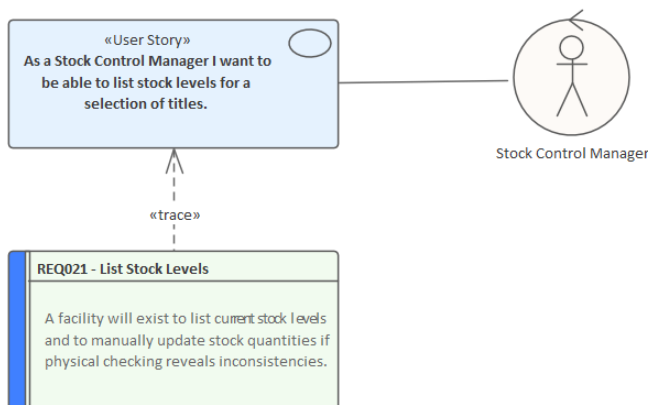 «User Story»
As a Stock Control Manager I want to
be able to list stock levels for a
selection of titles.
Stock Control Manager
«trace»
REQ021 - List Stock Levels
A facility will exist to list current stock levels
and to manually update stock quantities if
physical checking reveals inconsistencies.